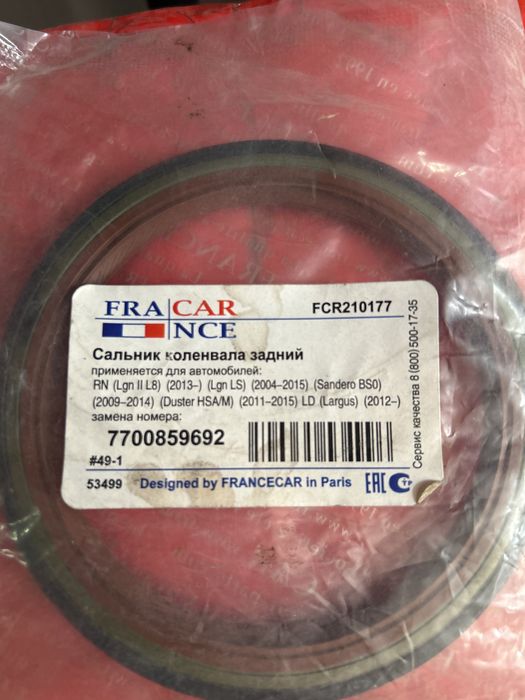 FRA CAR
NCE
FCR210177
Сальник коленвала задний
применяется для автомобилей:
RN (Lgn II L8) (2013–) (Lgn LS) (2004–2015) (Sandero BS0)
(2009–2014) (Duster HSA/M) (2011–2015) LD (Largus) (2012–)
замена номера:
7700859692
#49-1
53499 Designed by FRANCECAR in Paris EAC
Сервис качества 8 (800) 500-17-35